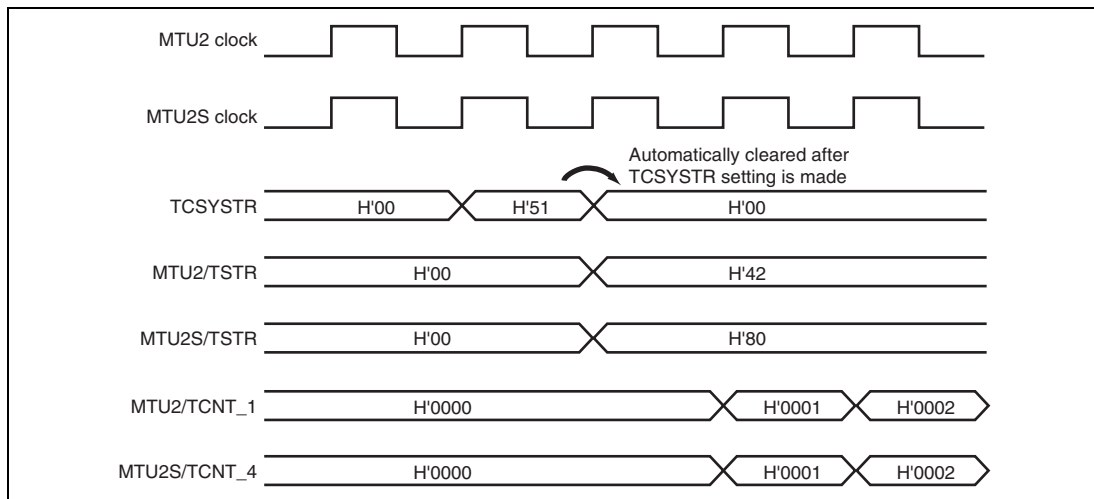 MTU2 clock
MTU2S clock
Automatically cleared after
TCSYSTR setting is made
TCSYSTR H'00 H'51 H'00
MTU2/TSTR H'00 H'42
MTU2S/TSTR H'00 H'80
MTU2/TCNT_1 H'0000 H'0001 H'0002
MTU2S/TCNT_4 H'0000 H'0001 H'0002